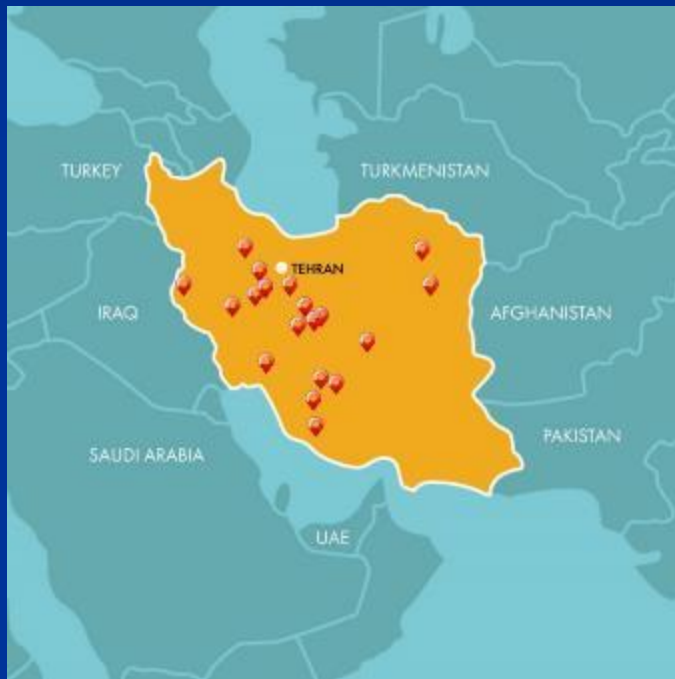 TURKEY
TURKMENISTAN
TEHRAN
IRAQ
AFGHANISTAN
SAUDI ARABIA
PAKISTAN
UAE